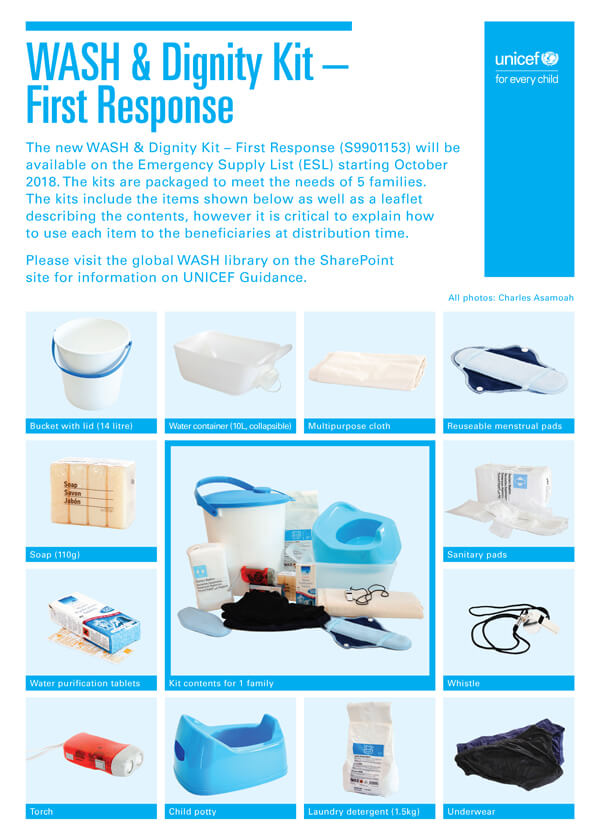 WASH & Dignity Kit –
First Response
unicef
for every child
The new WASH & Dignity Kit – First Response (S9901153) will be
available on the Emergency Supply List (ESL) starting October
2018. The kits are packaged to meet the needs of 5 families.
The kits include the items shown below as well as a leaflet
describing the contents, however it is critical to explain how
to use each item to the beneficiaries at distribution time.
Please visit the global WASH library on the SharePoint
site for information on UNICEF Guidance.
All photos: Charles Asamoah
Bucket with lid (14 litre)
Water container (10L, collapsible)
Multipurpose cloth
Reuseable menstrual pads
Soap
Savon
Jabón
Soap (110g)
Sanitary pads
Water purification tablets
Kit contents for 1 family
Whistle
Torch
Child potty
Laundry detergent (1.5kg)
Underwear